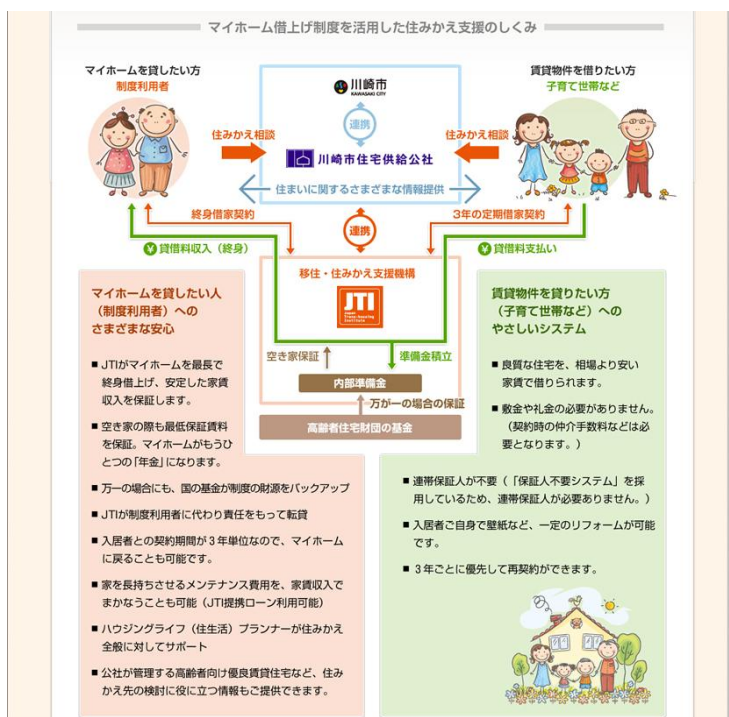 マイホーム借上げ制度を活用した住みかえ支援のしくみ
マイホームを貸したい方
制度利用者
川崎市
KAWASAKI CITY
賃貸物件を借りたい方
子育て世帯など
連携
住みかえ相談
住みかえ相談
川崎市住宅供給公社
住まいに関するさまざまな情報提供
終身借家契約
連携
3年の定期借家契約
¥ 貸借料収入（終身）
¥ 貸借料支払い
移住・住みかえ支援機構
JTI
Japan
Trans-Housing
Institute
空き家保証
準備金積立
内部準備金
万が一の場合の保証
高齢者住宅財団の基金
マイホームを貸したい人
（制度利用者）への
さまざまな安心
■ JTIがマイホームを最長で
終身借上げ、安定した家賃
収入を保証します。
■ 空き家の際も最低保証賃料
を保証。マイホームがもうひ
とつの「年金」になります。
■ 万一の場合にも、国の基金が制度の財源をバックアップ
■ JTIが制度利用者に代わり責任をもって転貸
■ 入居者との契約期間が３年単位なので、マイホーム
に戻ることも可能です。
■ 家を長持ちさせるメンテナンス費用を、家賃収入で
まかなうことも可能（JTI提携ローン利用可能）
■ ハウジングライフ（住生活）プランナーが住みかえ
全般に対してサポート
■ 公社が管理する高齢者向け優良賃貸住宅など、住み
かえ先の検討に役に立つ情報もご提供できます。
賃貸物件を貸りたい方
（子育て世帯など）への
やさしいシステム
■ 良質な住宅を、相場より安い
家賃で借りられます。
■ 敷金や礼金の必要がありません。
（契約時の仲介手数料などは必
要となります。）
■ 連帯保証人が不要（「保証人不要システム」を採
用しているため、連帯保証人が必要ありません。）
■ 入居者ご自身で壁紙など、一定のリフォームが可能
です。
■ ３年ごとに優先して再契約ができます。